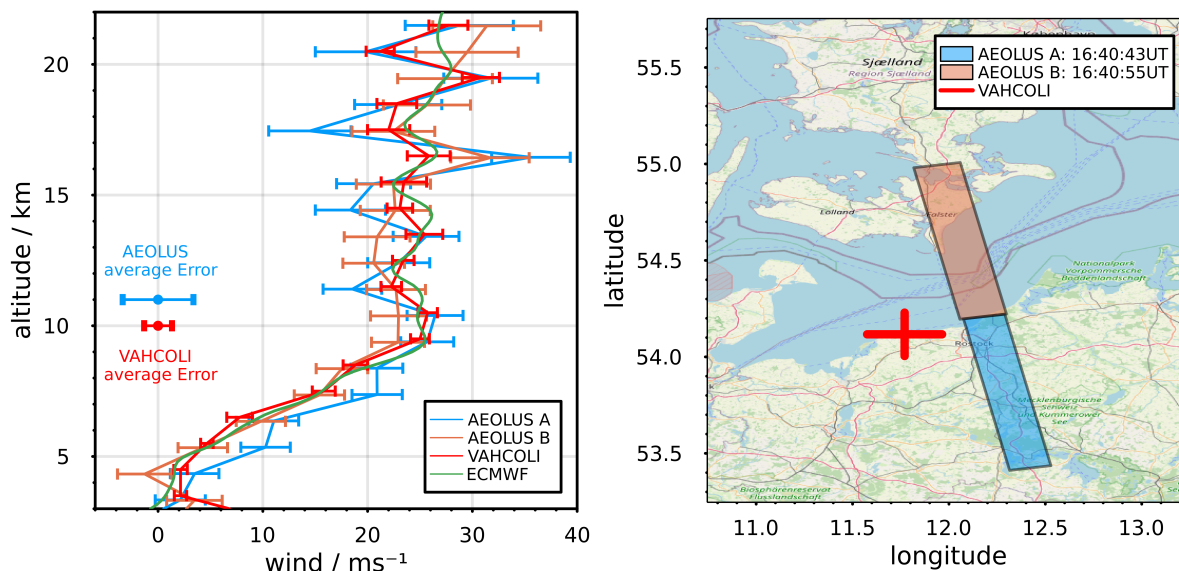 20
15
10
5
altitude / km
AEOLUS
average Error
VAHCOLI
average Error
AEOLUS A
AEOLUS B
VAHCOLI
ECMWF
0
10
20
30
40
wind / ms⁻¹
55.5
55.0
54.5
54.0
53.5
latitude
AEOLUS A: 16:40:43UT
AEOLUS B: 16:40:55UT
VAHCOLI
Sjælland
Region Sjælland
Lolland
Falster
Nationalpark
Vorpommersche
Boddenlandschaft
Rostock
Mecklenburgische
Schweiz
und Kummerower
See
Biosphärenreservat
Flusslandschaft
11.0
11.5
12.0
12.5
13.0
longitude